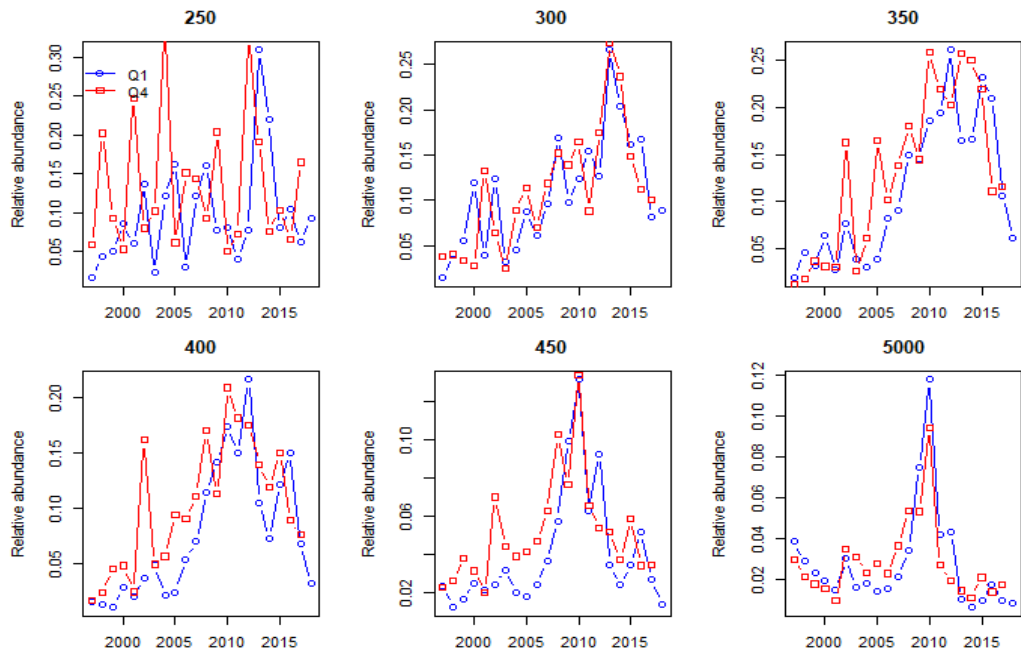 250
Relative abundance
0.05 0.10 0.15 0.20 0.25 0.30
Q1
Q4
2000 2005 2010 2015
300
Relative abundance
0.05 0.10 0.15 0.20 0.25
2000 2005 2010 2015
350
Relative abundance
0.05 0.10 0.15 0.20 0.25
2000 2005 2010 2015
400
Relative abundance
0.05 0.10 0.15 0.20
2000 2005 2010 2015
450
Relative abundance
0.02 0.06 0.10
2000 2005 2010 2015
5000
Relative abundance
0.02 0.04 0.06 0.08 0.10 0.12
2000 2005 2010 2015